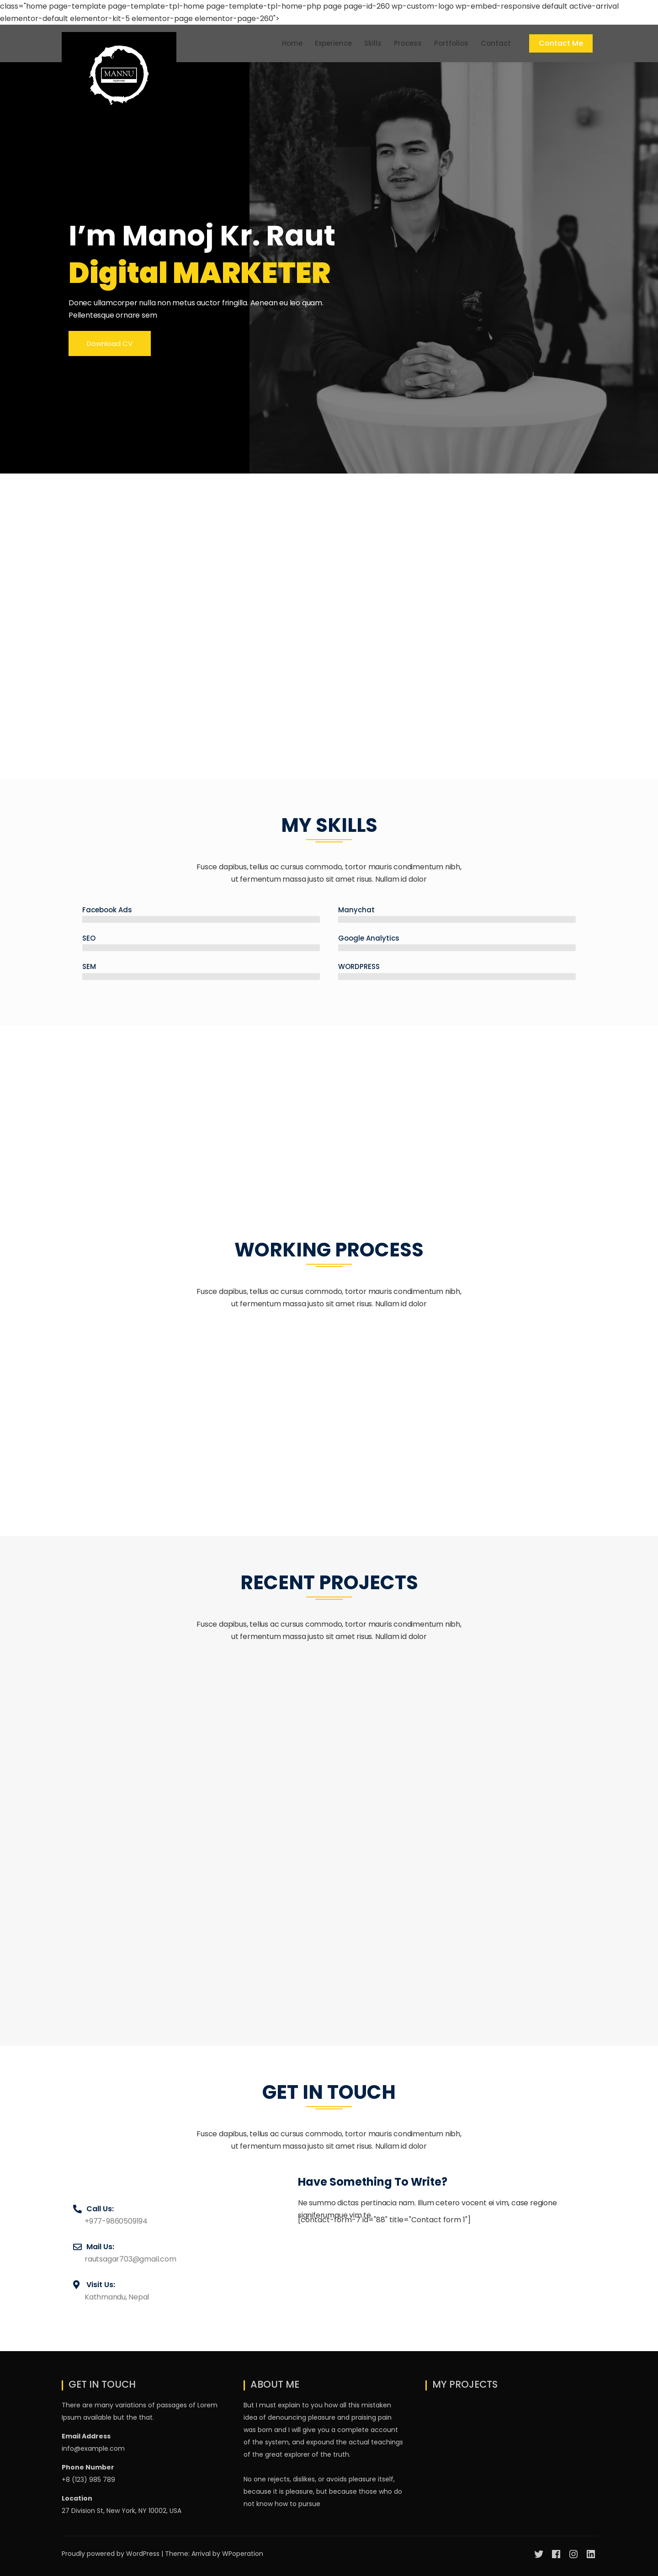 class="home page-template page-template-tpl-home page-template-tpl-home-php page page-id-260 wp-custom-logo wp-embed-responsive default active-arrival
elementor-default elementor-kit-5 elementor-page elementor-page-260">
MANNU
Home Experience Skills Process Portfolios Contact Contact Me
I’m Manoj Kr. Raut
Digital MARKETER
Donec ullamcorper nulla non metus auctor fringilla. Aenean eu leo quam.
Pellentesque ornare sem
Download CV
MY SKILLS
Fusce dapibus, tellus ac cursus commodo, tortor mauris condimentum nibh,
ut fermentum massa justo sit amet risus. Nullam id dolor
Facebook Ads
Manychat
SEO
Google Analytics
SEM
WORDPRESS
WORKING PROCESS
Fusce dapibus, tellus ac cursus commodo, tortor mauris condimentum nibh,
ut fermentum massa justo sit amet risus. Nullam id dolor
RECENT PROJECTS
Fusce dapibus, tellus ac cursus commodo, tortor mauris condimentum nibh,
ut fermentum massa justo sit amet risus. Nullam id dolor
GET IN TOUCH
Fusce dapibus, tellus ac cursus commodo, tortor mauris condimentum nibh,
ut fermentum massa justo sit amet risus. Nullam id dolor
Call Us:
+977-9860509194
Mail Us:
rautsagar703@gmail.com
Visit Us:
Kathmandu, Nepal
Have Something To Write?
Ne summo dictas pertinacia nam. Illum cetero vocent ei vim, case regione
signiferumque vim te.
[contact-form-7 id="88" title="Contact form 1"]
GET IN TOUCH
There are many variations of passages of Lorem
Ipsum available but the that.
Email Address
info@example.com
Phone Number
+8 (123) 985 789
Location
27 Division St, New York, NY 10002, USA
ABOUT ME
But I must explain to you how all this mistaken
idea of denouncing pleasure and praising pain
was born and I will give you a complete account
of the system, and expound the actual teachings
of the great explorer of the truth.
No one rejects, dislikes, or avoids pleasure itself,
because it is pleasure, but because those who do
not know how to pursue
MY PROJECTS
Proudly powered by WordPress | Theme: Arrival by WPoperation